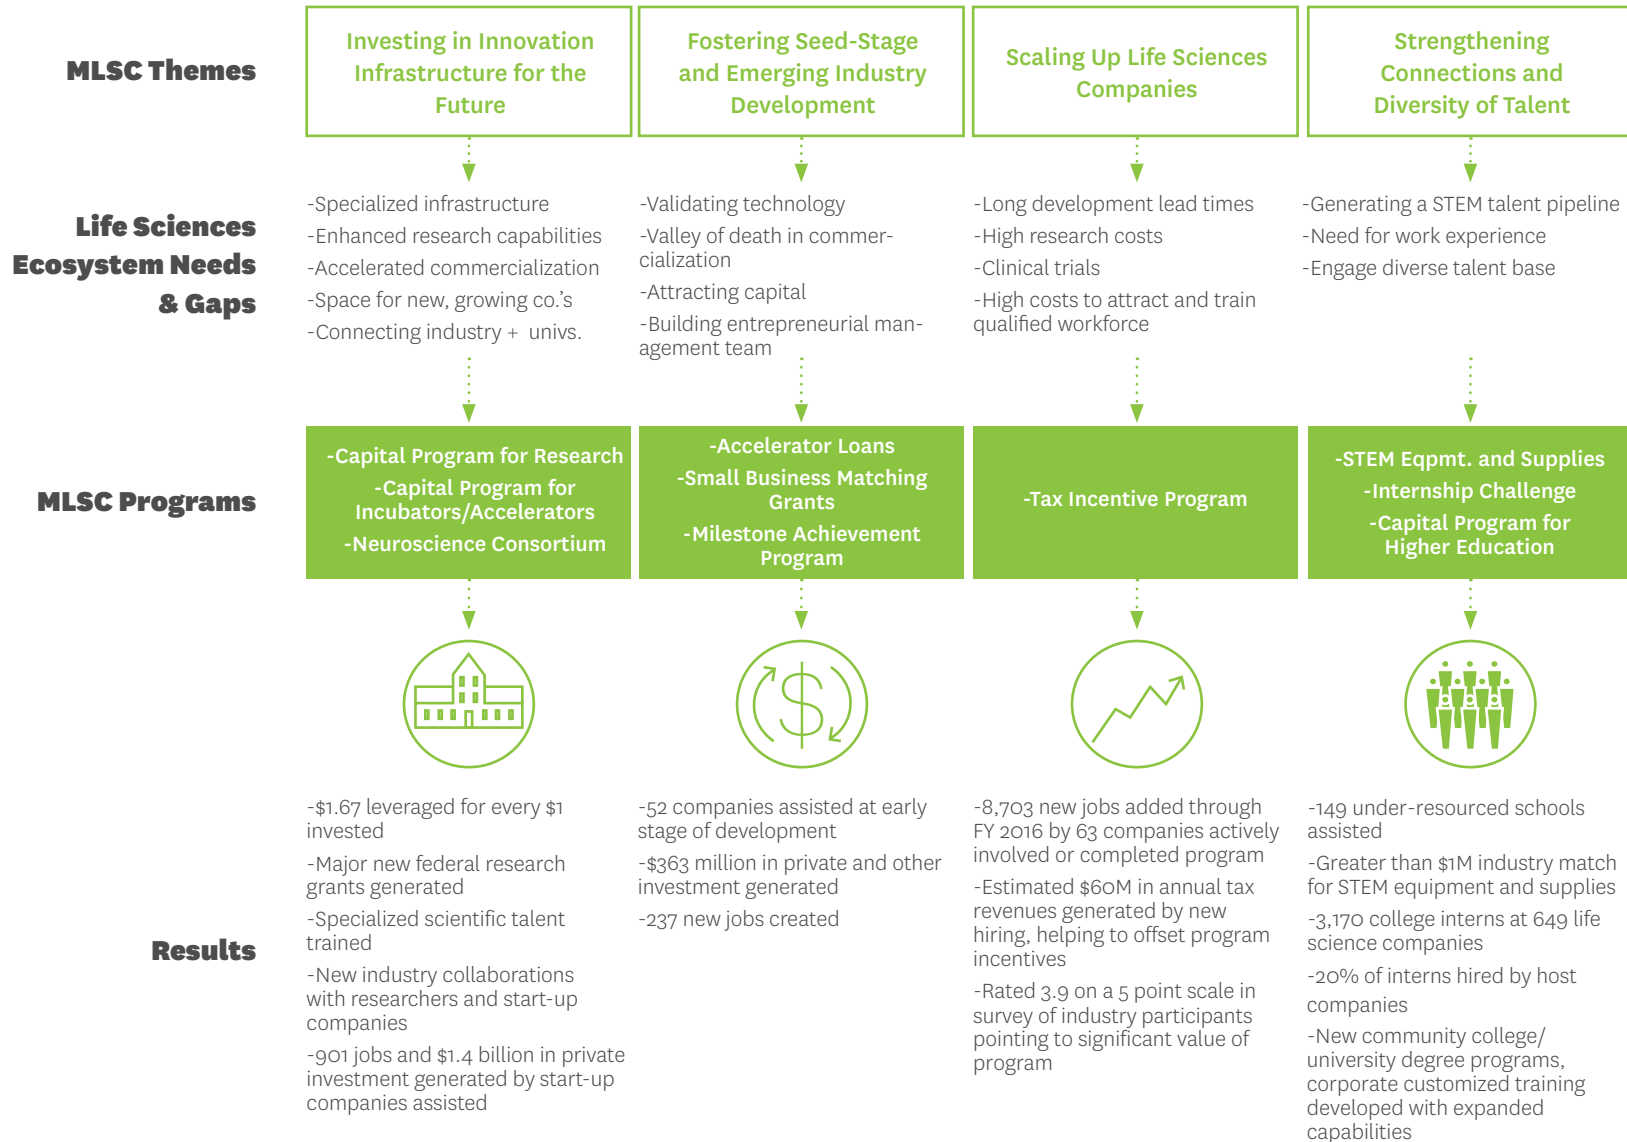 MLSC Themes
Investing in Innovation
Infrastructure for the
Future
Fostering Seed-Stage
and Emerging Industry
Development
Scaling Up Life Sciences
Companies
Strengthening
Connections and
Diversity of Talent
Life Sciences
Ecosystem Needs
& Gaps
-Specialized infrastructure
-Enhanced research capabilities
-Accelerated commercialization
-Space for new, growing co.'s
-Connecting industry + univs.
-Validating technology
-Valley of death in commer-
cialization
-Attracting capital
-Building entrepreneurial man-
agement team
-Long development lead times
-High research costs
-Clinical trials
-High costs to attract and train
qualified workforce
-Generating a STEM talent pipeline
-Need for work experience
-Engage diverse talent base
MLSC Programs
-Capital Program for Research
-Capital Program for
Incubators/Accelerators
-Neuroscience Consortium
-Accelerator Loans
-Small Business Matching
Grants
-Milestone Achievement
Program
-Tax Incentive Program
-STEM Eqpmt. and Supplies
-Internship Challenge
-Capital Program for
Higher Education
$
Results
-$1.67 leveraged for every $1
invested
-Major new federal research
grants generated
-Specialized scientific talent
trained
-New industry collaborations
with researchers and start-up
companies
-901 jobs and $1.4 billion in private
investment generated by start-up
companies assisted
-52 companies assisted at early
stage of development
-$363 million in private and other
investment generated
-237 new jobs created
-8,703 new jobs added through
FY 2016 by 63 companies actively
involved or completed program
-Estimated $60M in annual tax
revenues generated by new
hiring, helping to offset program
incentives
-Rated 3.9 on a 5 point scale in
survey of industry participants
pointing to significant value of
program
-149 under-resourced schools
assisted
-Greater than $1M industry match
for STEM equipment and supplies
-3,170 college interns at 649 life
science companies
-20% of interns hired by host
companies
-New community college/
university degree programs,
corporate customized training
developed with expanded
capabilities